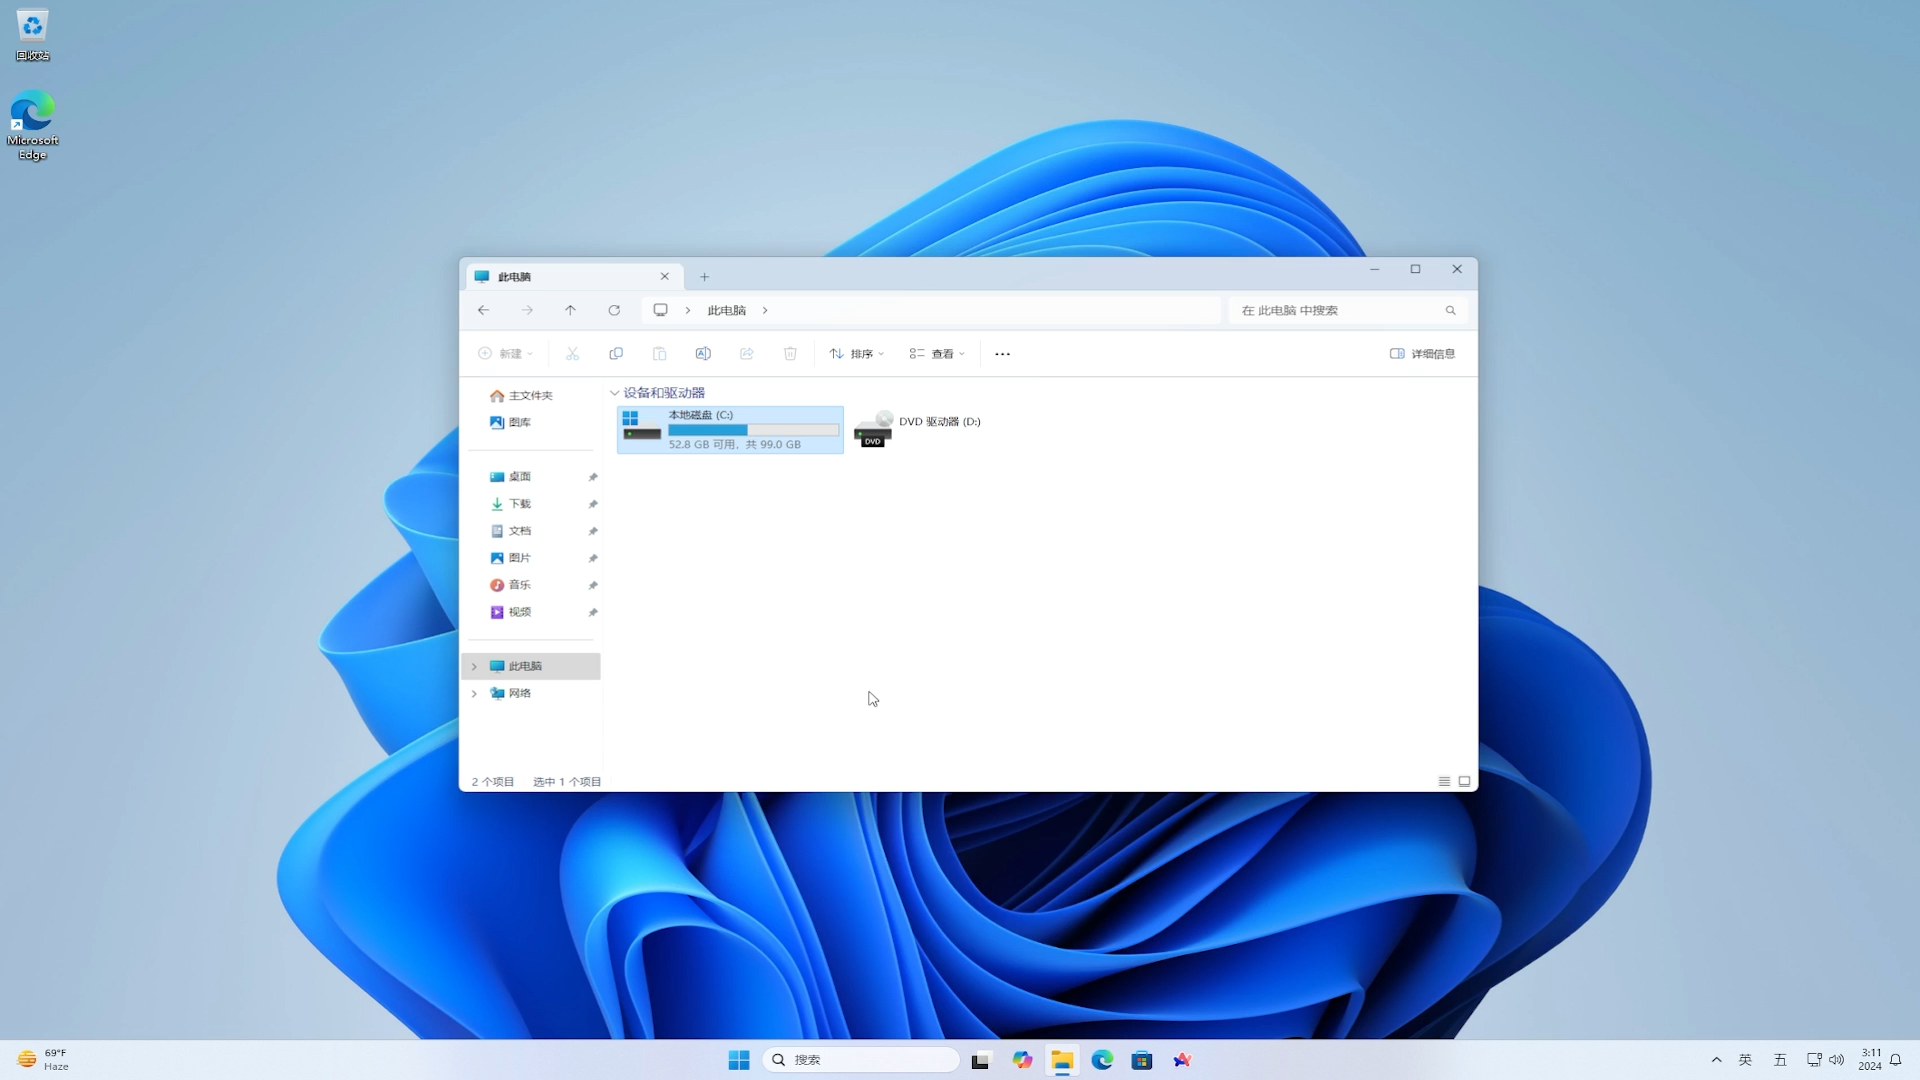 回收站
Microsoft
Edge
此电脑
此电脑
在 此电脑 中搜索
新建
排序
查看
详细信息
主文件夹
图库
桌面
下载
文档
图片
音乐
视频
此电脑
网络
设备和驱动器
本地磁盘 (C:)
52.8 GB 可用，共 99.0 GB
DVD 驱动器 (D:)
DVD
2 个项目 选中 1 个项目
69°F
Haze
搜索
英
五
3:11
2024